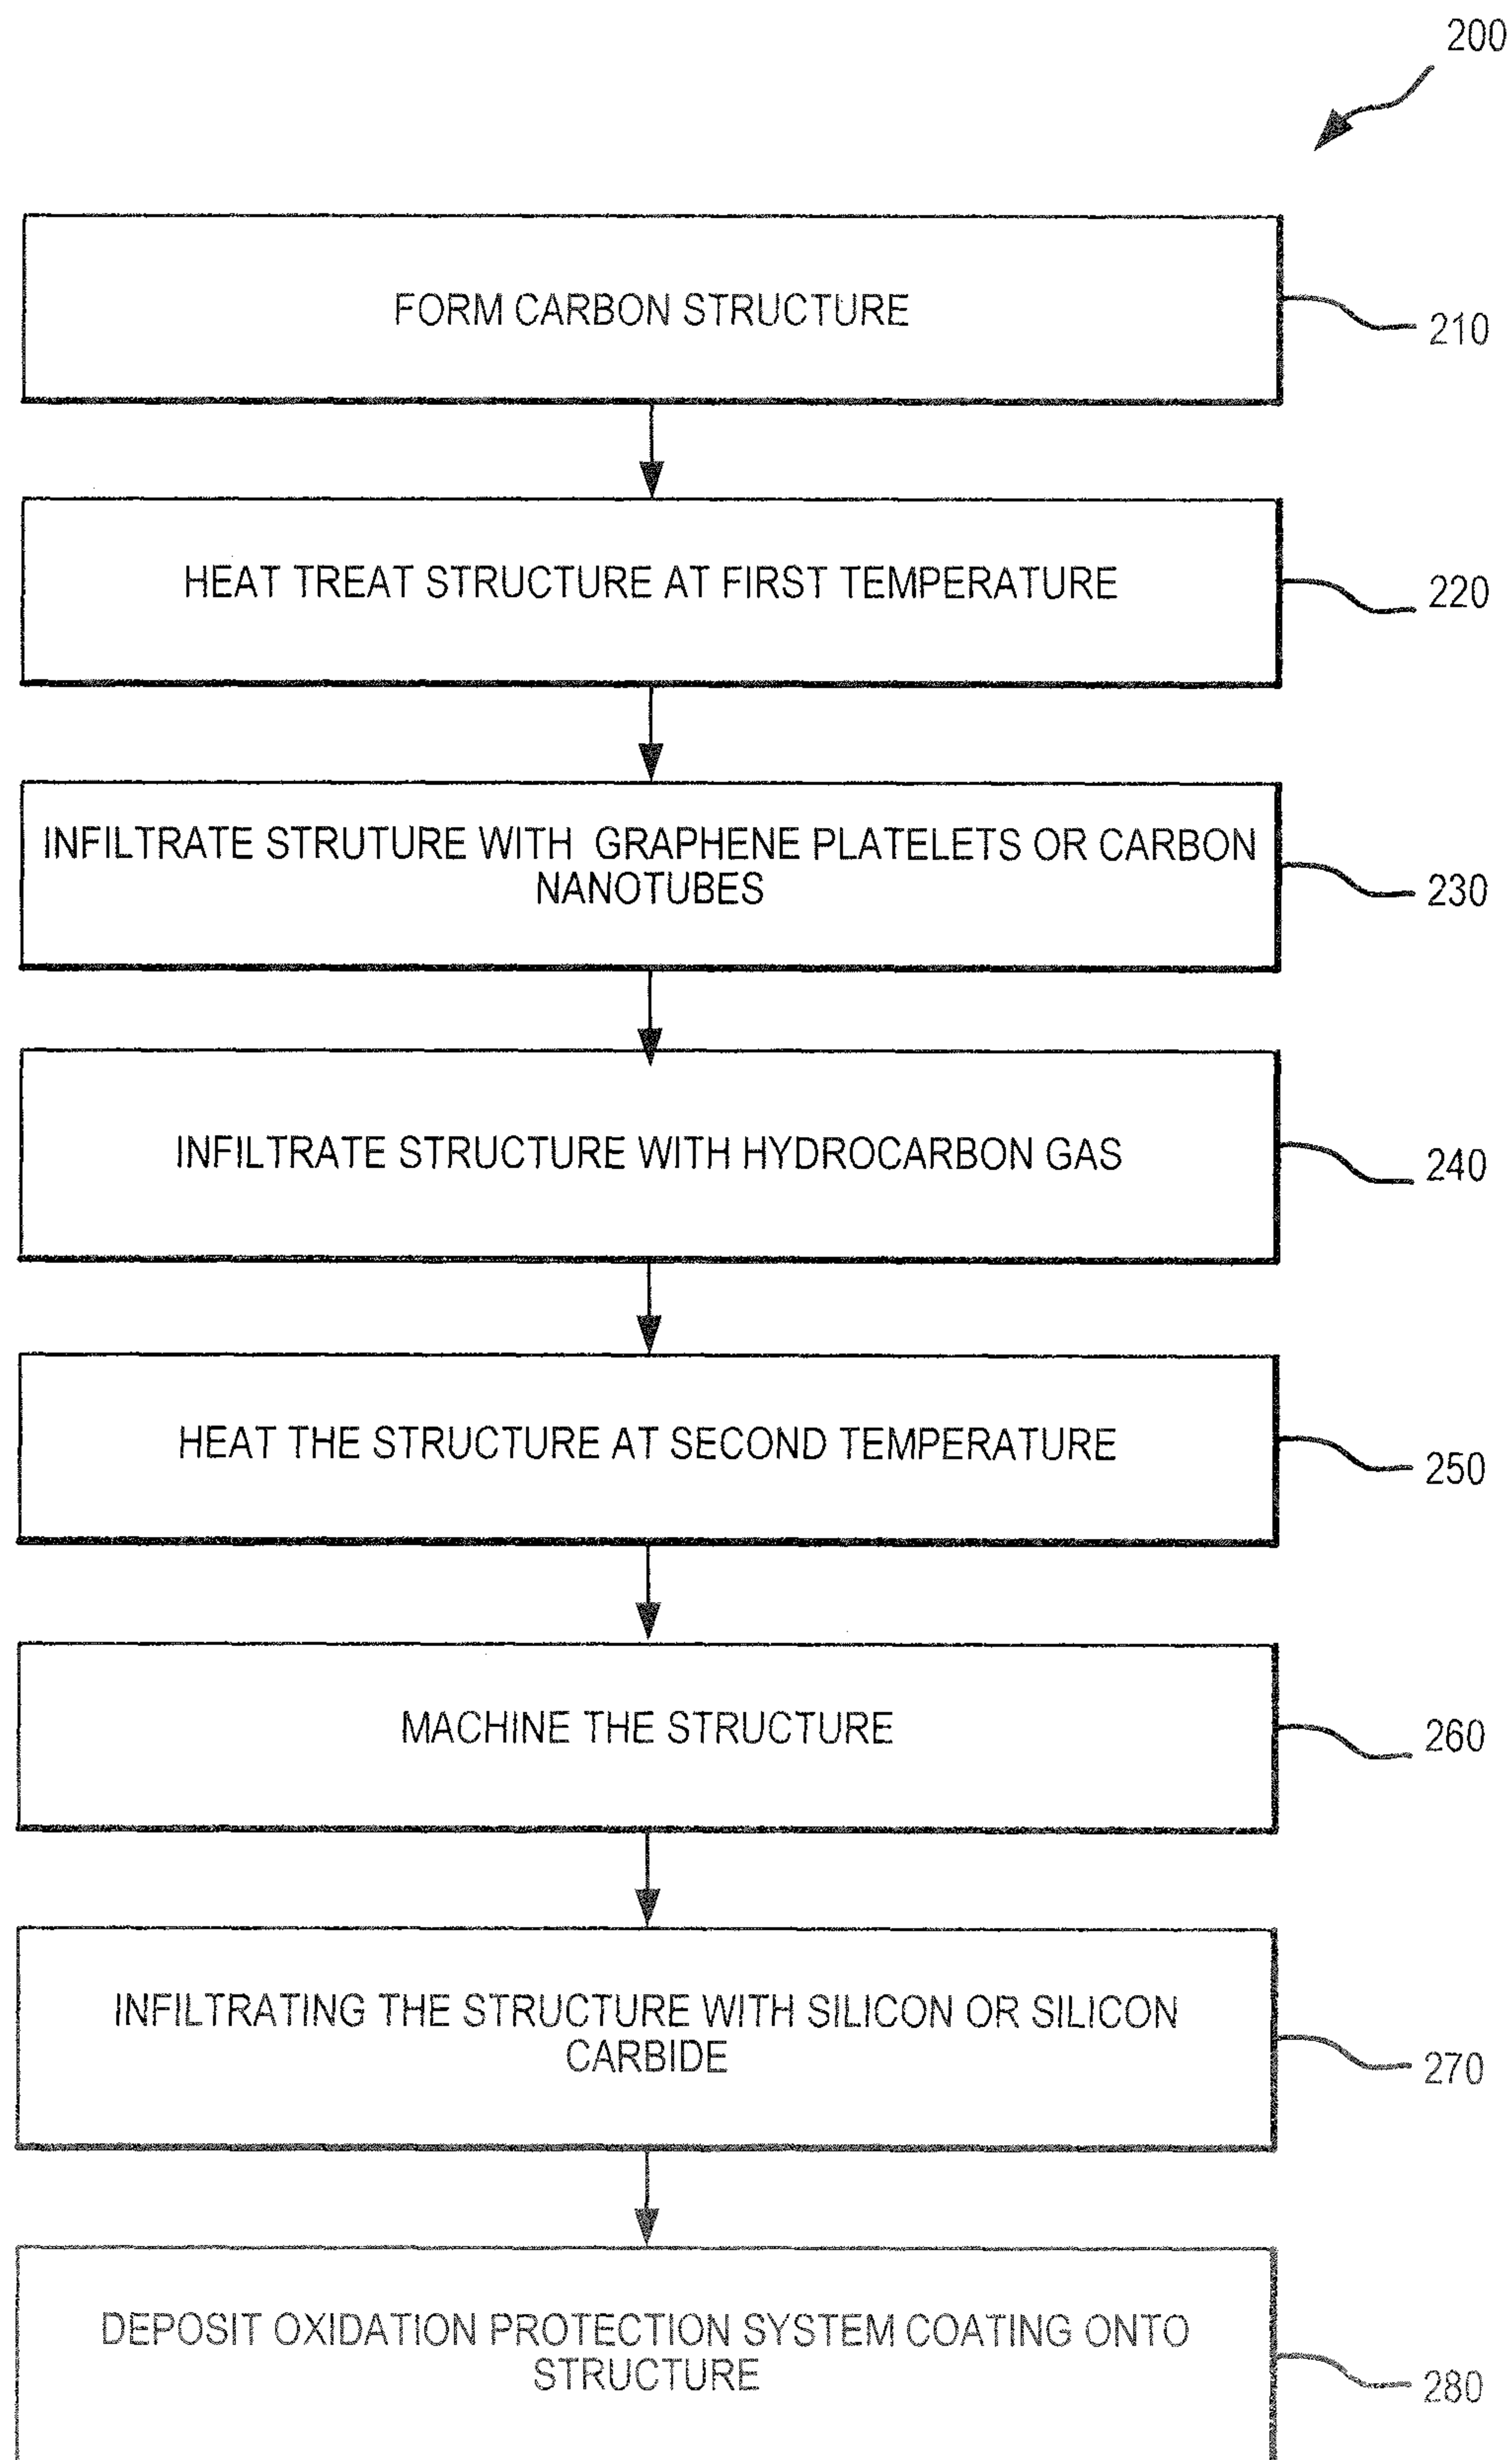 200
FORM CARBON STRUCTURE
210
HEAT TREAT STRUCTURE AT FIRST TEMPERATURE
220
INFILTRATE STRUTURE WITH GRAPHENE PLATELETS OR CARBON
NANOTUBES
230
INFILTRATE STRUCTURE WITH HYDROCARBON GAS
240
HEAT THE STRUCTURE AT SECOND TEMPERATURE
250
MACHINE THE STRUCTURE
260
INFILTRATING THE STRUCTURE WITH SILICON OR SILICON
CARBIDE
270
DEPOSIT OXIDATION PROTECTION SYSTEM COATING ONTO
STRUCTURE
280